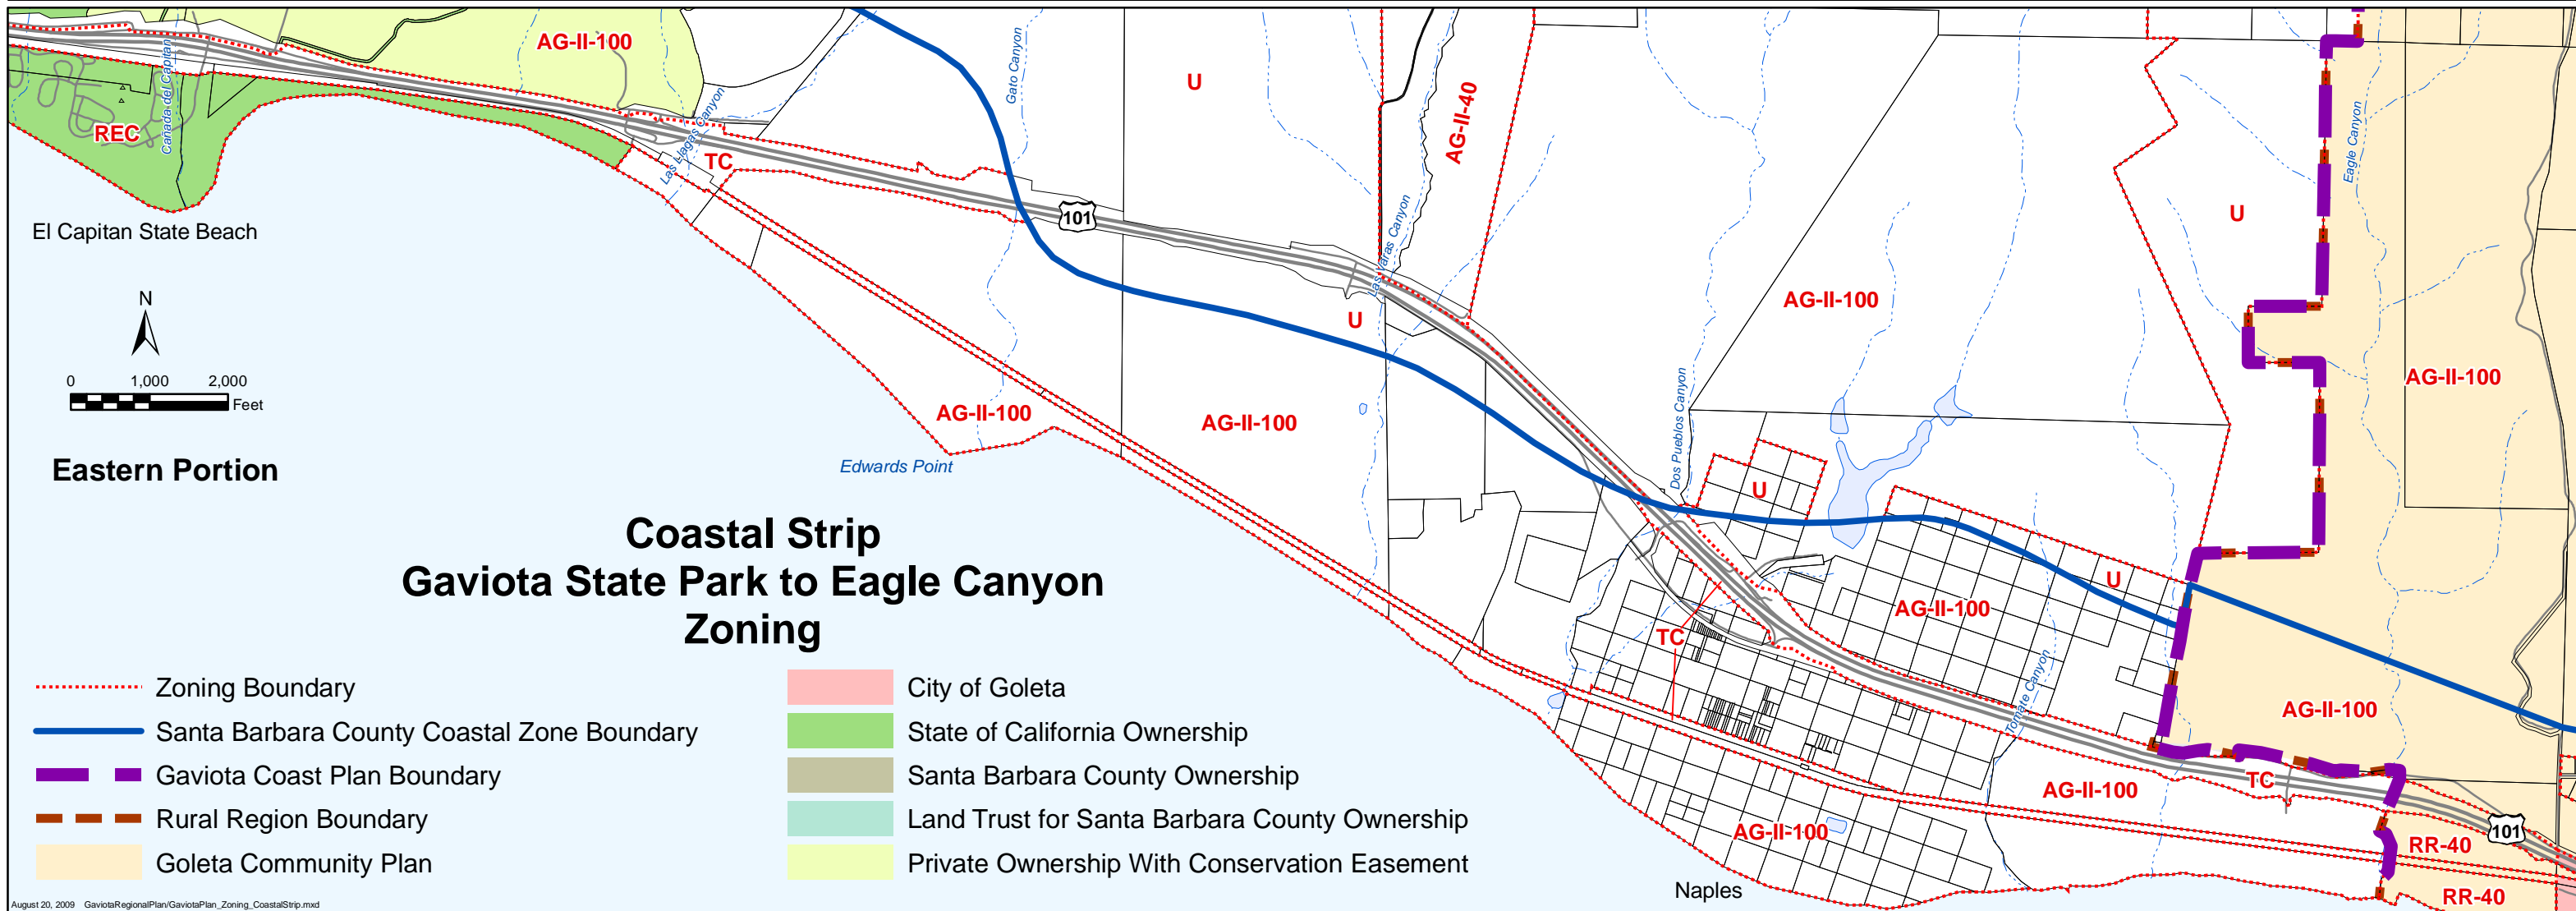 AG-II-100
U
AG-II-40
REC
Cañada del Capitan
Las Llagas Canyon
Gato Canyon
TC
101
El Capitan State Beach
Las Varas Canyon
Eagle Canyon
U
U
AG-II-100
N
0 1,000 2,000
Feet
AG-II-100
AG-II-100
AG-II-100
Dos Pueblos Canyon
Edwards Point
Eastern Portion
U
Coastal Strip
Gaviota State Park to Eagle Canyon
Zoning
U
AG-II-100
TC
Tomate Canyon
AG-II-100
TC
AG-II-100
AG-II-100
101
RR-40
RR-40
Naples
Zoning Boundary
Santa Barbara County Coastal Zone Boundary
Gaviota Coast Plan Boundary
Rural Region Boundary
Goleta Community Plan
City of Goleta
State of California Ownership
Santa Barbara County Ownership
Land Trust for Santa Barbara County Ownership
Private Ownership With Conservation Easement
August 20, 2009 GaviotaRegionalPlan/GaviotaPlan_Zoning_CoastalStrip.mxd